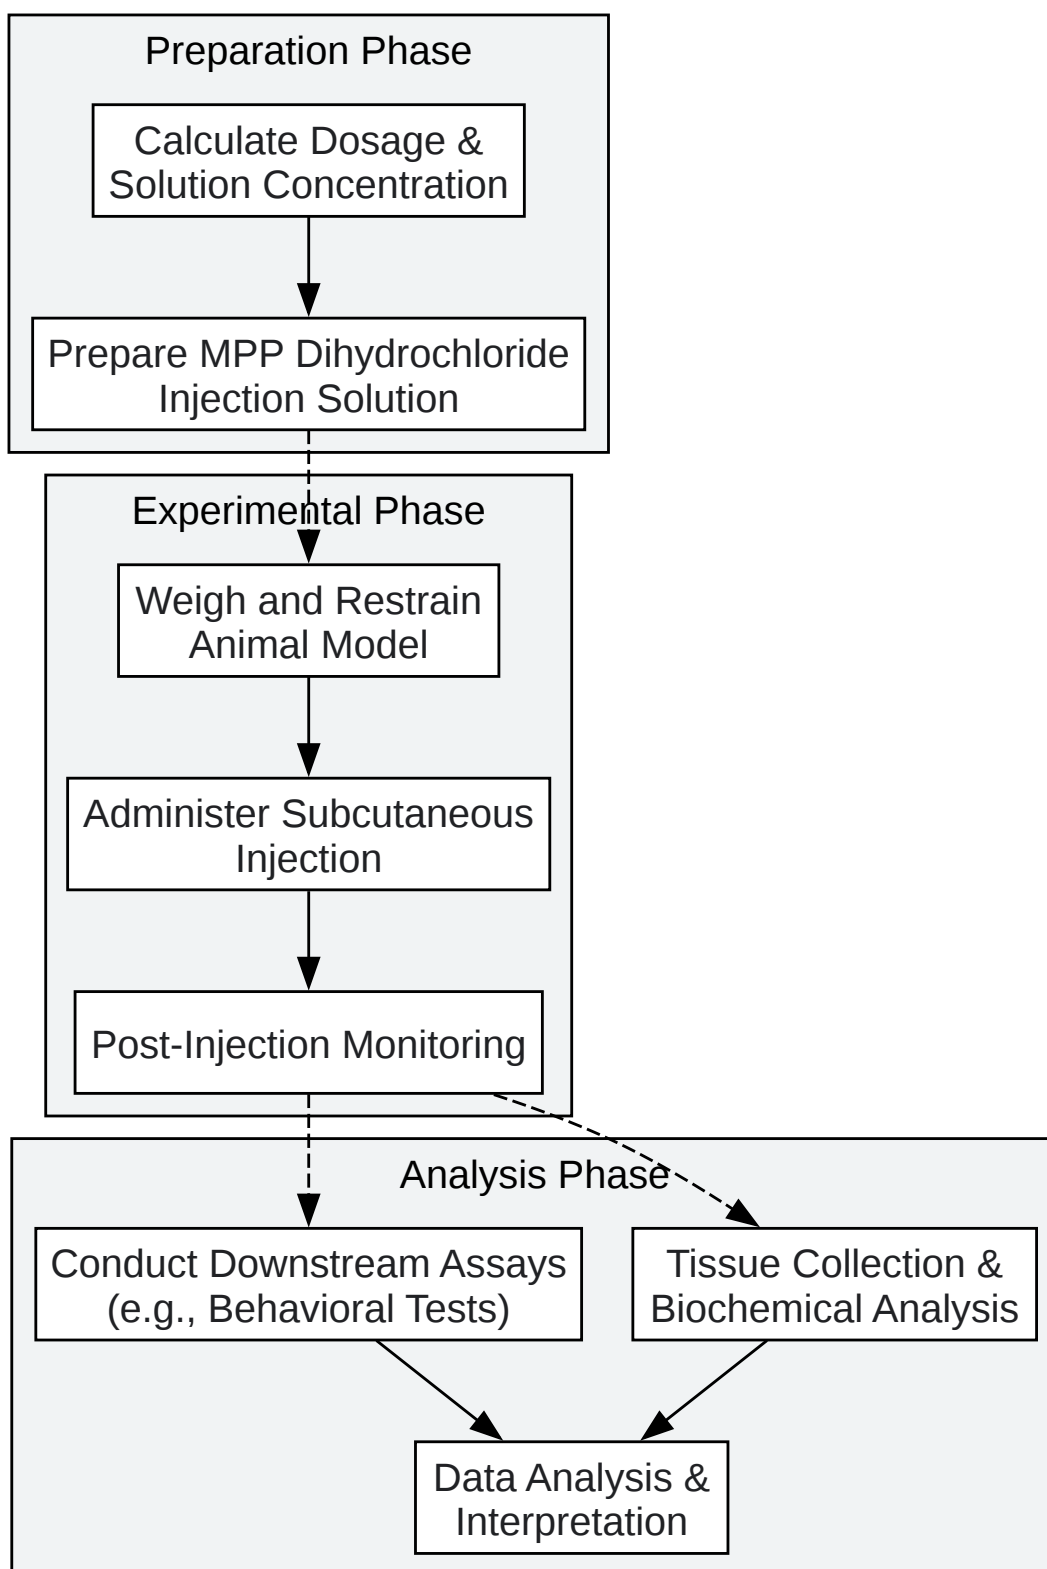 Preparation Phase
Calculate Dosage &
Solution Concentration
Prepare MPP Dihydrochloride
Injection Solution
Experimental Phase
Weigh and Restrain
Animal Model
Administer Subcutaneous
Injection
Post-Injection Monitoring
Analysis Phase
Conduct Downstream Assays
(e.g., Behavioral Tests)
Tissue Collection &
Biochemical Analysis
Data Analysis &
Interpretation